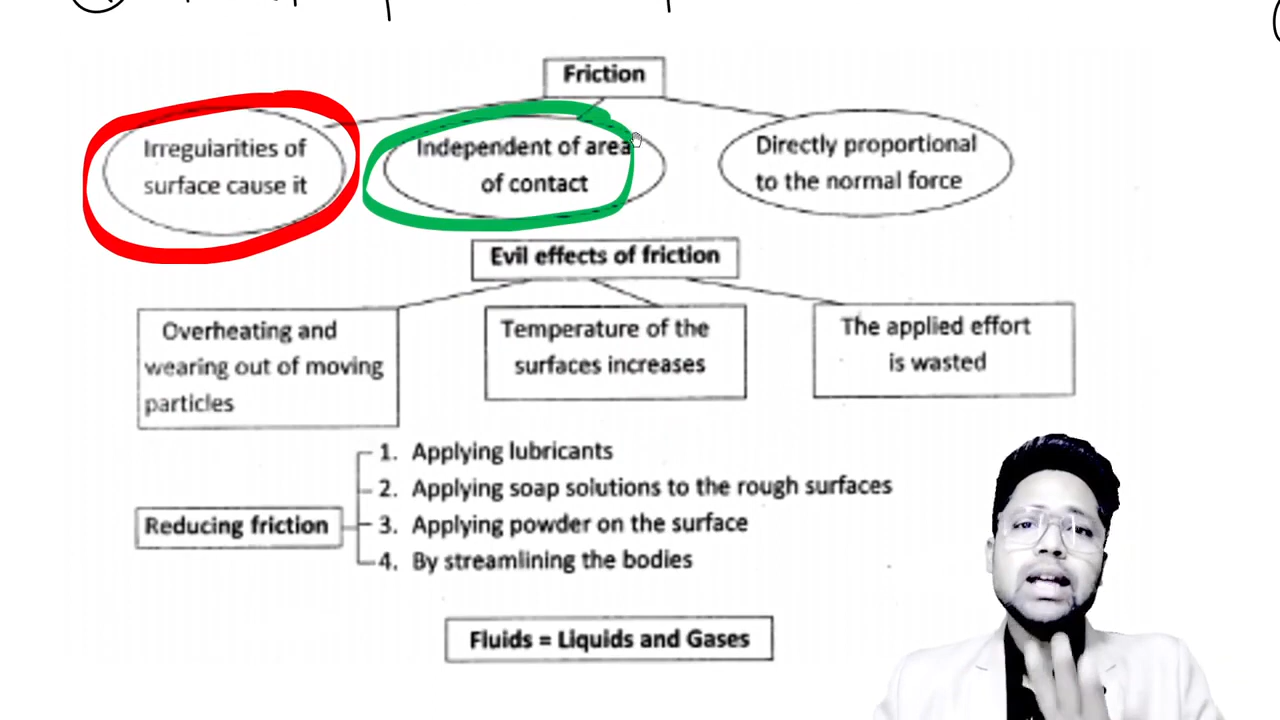 Friction
Irreguiarities of
surface cause it
Independent of area
of contact
Directly proportional
to the normal force
Evil effects of friction
Overheating and
wearing out of moving
particles
Temperature of the
surfaces increases
The applied effort
is wasted
Reducing friction
1. Applying lubricants
2. Applying soap solutions to the rough surfaces
3. Applying powder on the surface
4. By streamlining the bodies
Fluids = Liquids and Gases